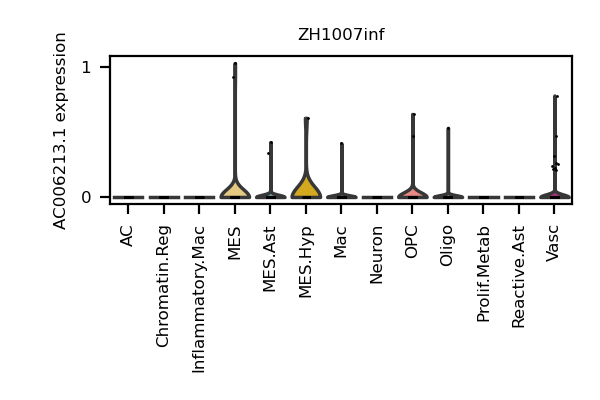 ZH1007inf
AC006213.1 expression
1
0
AC
Chromatin.Reg
Inflammatory.Mac
MES
MES.Ast
MES.Hyp
Mac
Neuron
OPC
Oligo
Prolif.Metab
Reactive.Ast
Vasc